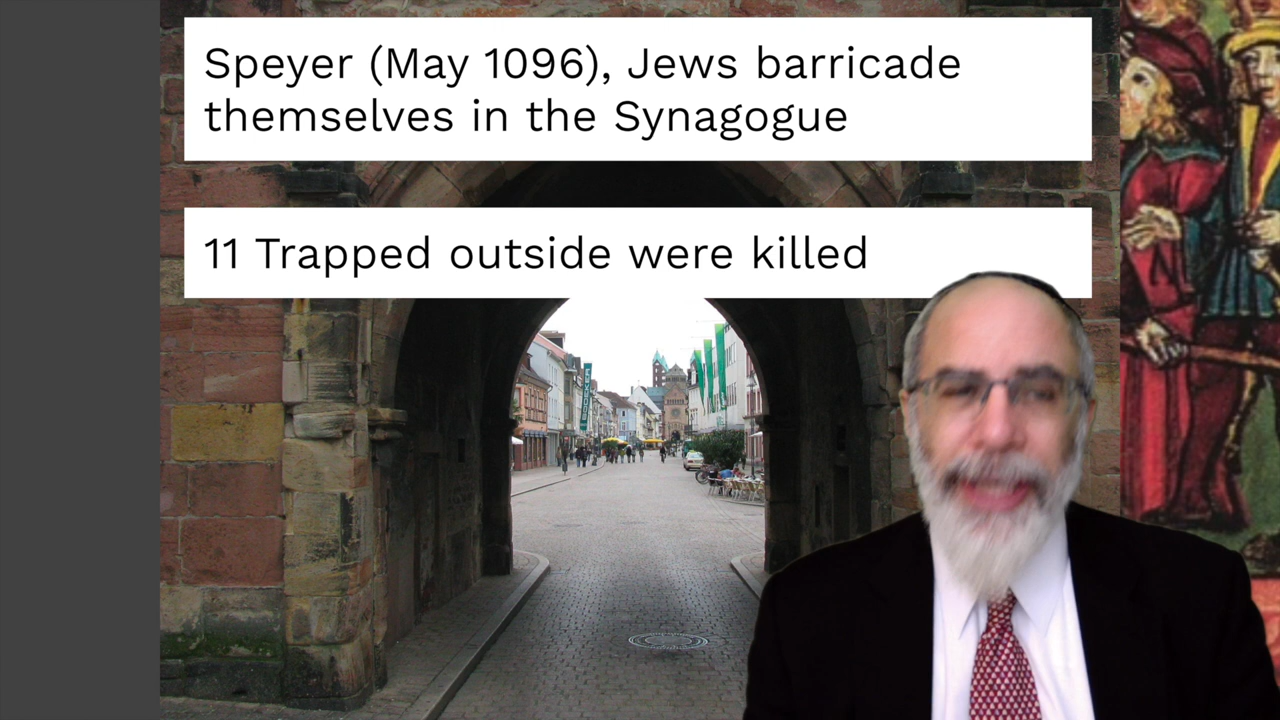 Speyer (May 1096), Jews barricade
themselves in the Synagogue
11 Trapped outside were killed